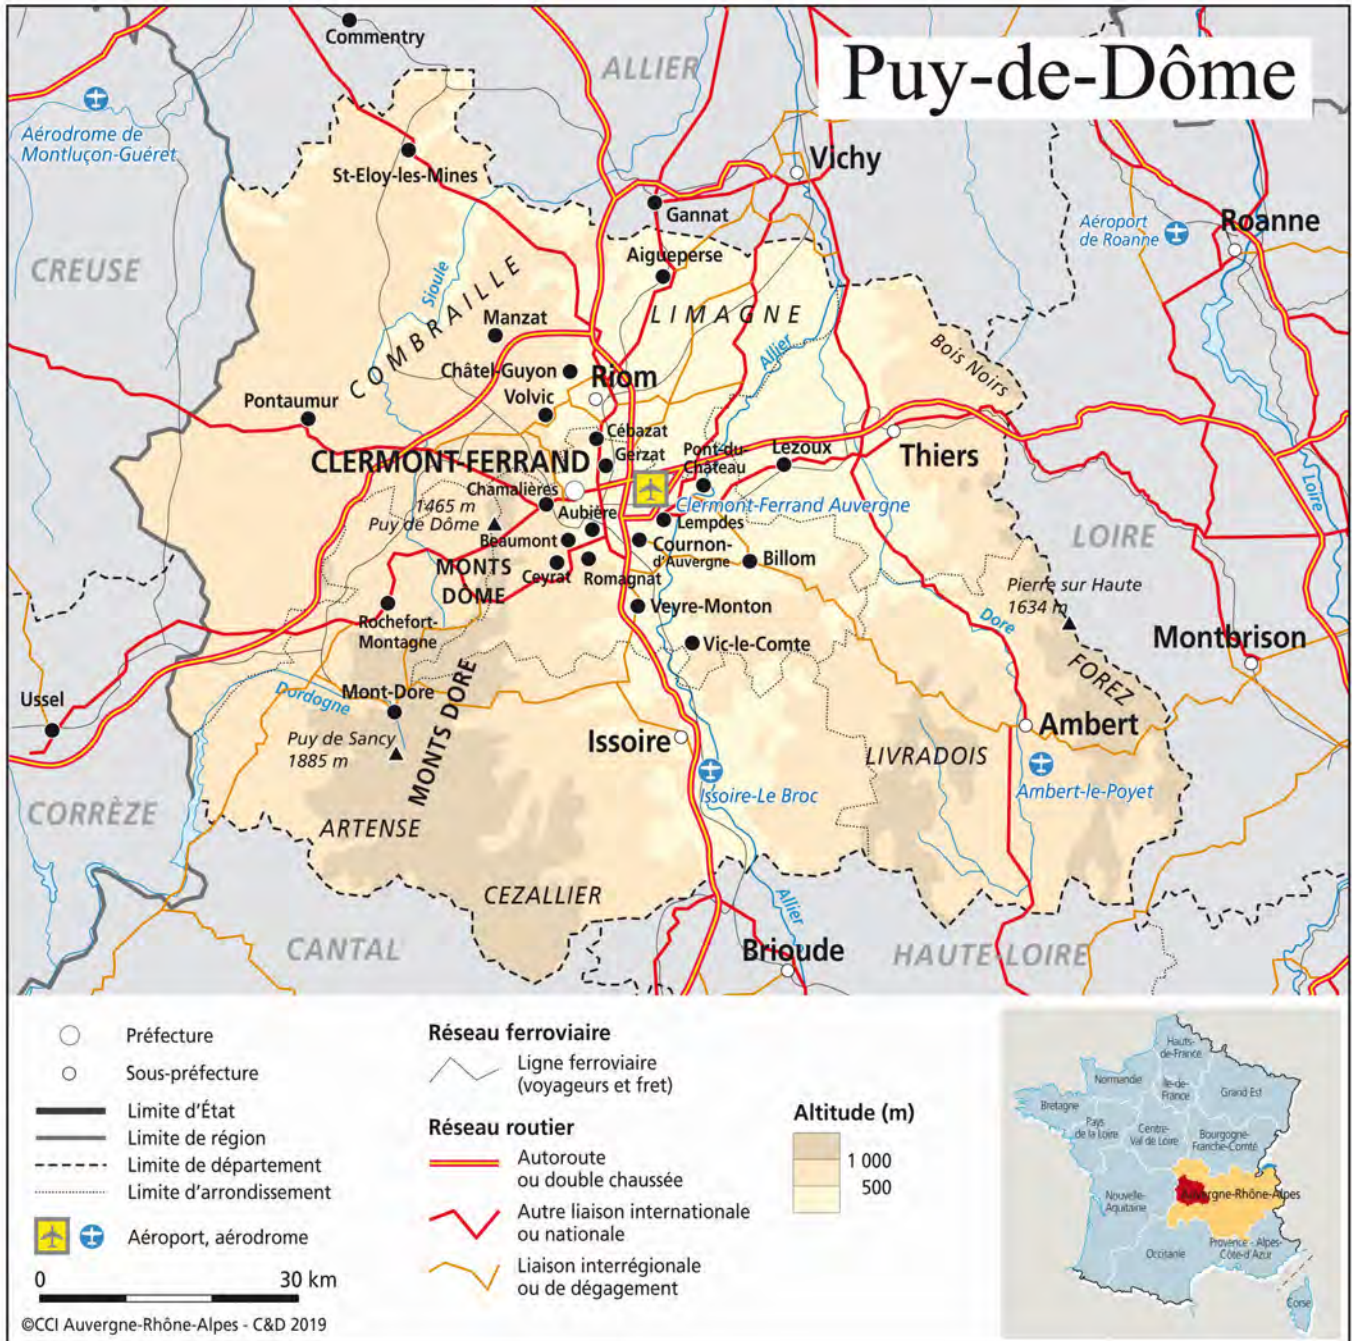 Puy-de-Dôme
Commentry
ALLIER
Aérodrome de
Montluçon-Guéret
Vichy
St-Eloy-les-Mines
Gannat
Aéroport
de Roanne
Roanne
CREUSE
Aigueperse
Sioule
COMBRAILLE
LIMAGNE
Manzat
Allier
Bois Noirs
Châtel-Guyon
Riom
Volvic
Pontaumur
Cébazat
Gerzat
CLERMONT-FERRAND
Pont-du-
Château
Lezoux
Thiers
Loire
Chamalières
1465 m
Puy de Dôme
Clermont-Ferrand Auvergne
Aubière
Lempdes
LOIRE
Beaumont
Cournon-
d'Auvergne
Billom
MONTS
DÔME
Ceyrat
Romagnat
Pierre sur Haute
1634 m
Rochefort-
Montagne
Veyre-Monton
Dore
Montbrison
Vic-le-Comte
FOREZ
Ussel
Dordogne
Mont-Dore
MONTS DORE
Puy de Sancy
1885 m
Issoire
Ambert
LIVRADOIS
Issoire-Le Broc
Ambert-le-Poyet
CORRÈZE
ARTENSE
CEZALLIER
Allier
CANTAL
Brioude
HAUTE-LOIRE
Préfecture
Sous-préfecture
Limite d'État
Limite de région
Limite de département
Limite d'arrondissement
Aéroport, aérodrome
0 30 km
©CCI Auvergne-Rhône-Alpes - C&D 2019
Réseau ferroviaire
Ligne ferroviaire
(voyageurs et fret)
Réseau routier
Autoroute
ou double chaussée
Autre liaison internationale
ou nationale
Liaison interrégionale
ou de dégagement
Altitude (m)
1 000
500
Hauts-
de-France
Normandie
Île-de-
France
Grand Est
Bretagne
Pays
de la Loire
Centre-
Val de Loire
Bourgogne-
Franche-Comté
Nouvelle-
Aquitaine
Auvergne-Rhône-Alpes
Occitanie
Provence - Alpes-
Côte-d'Azur
Corse